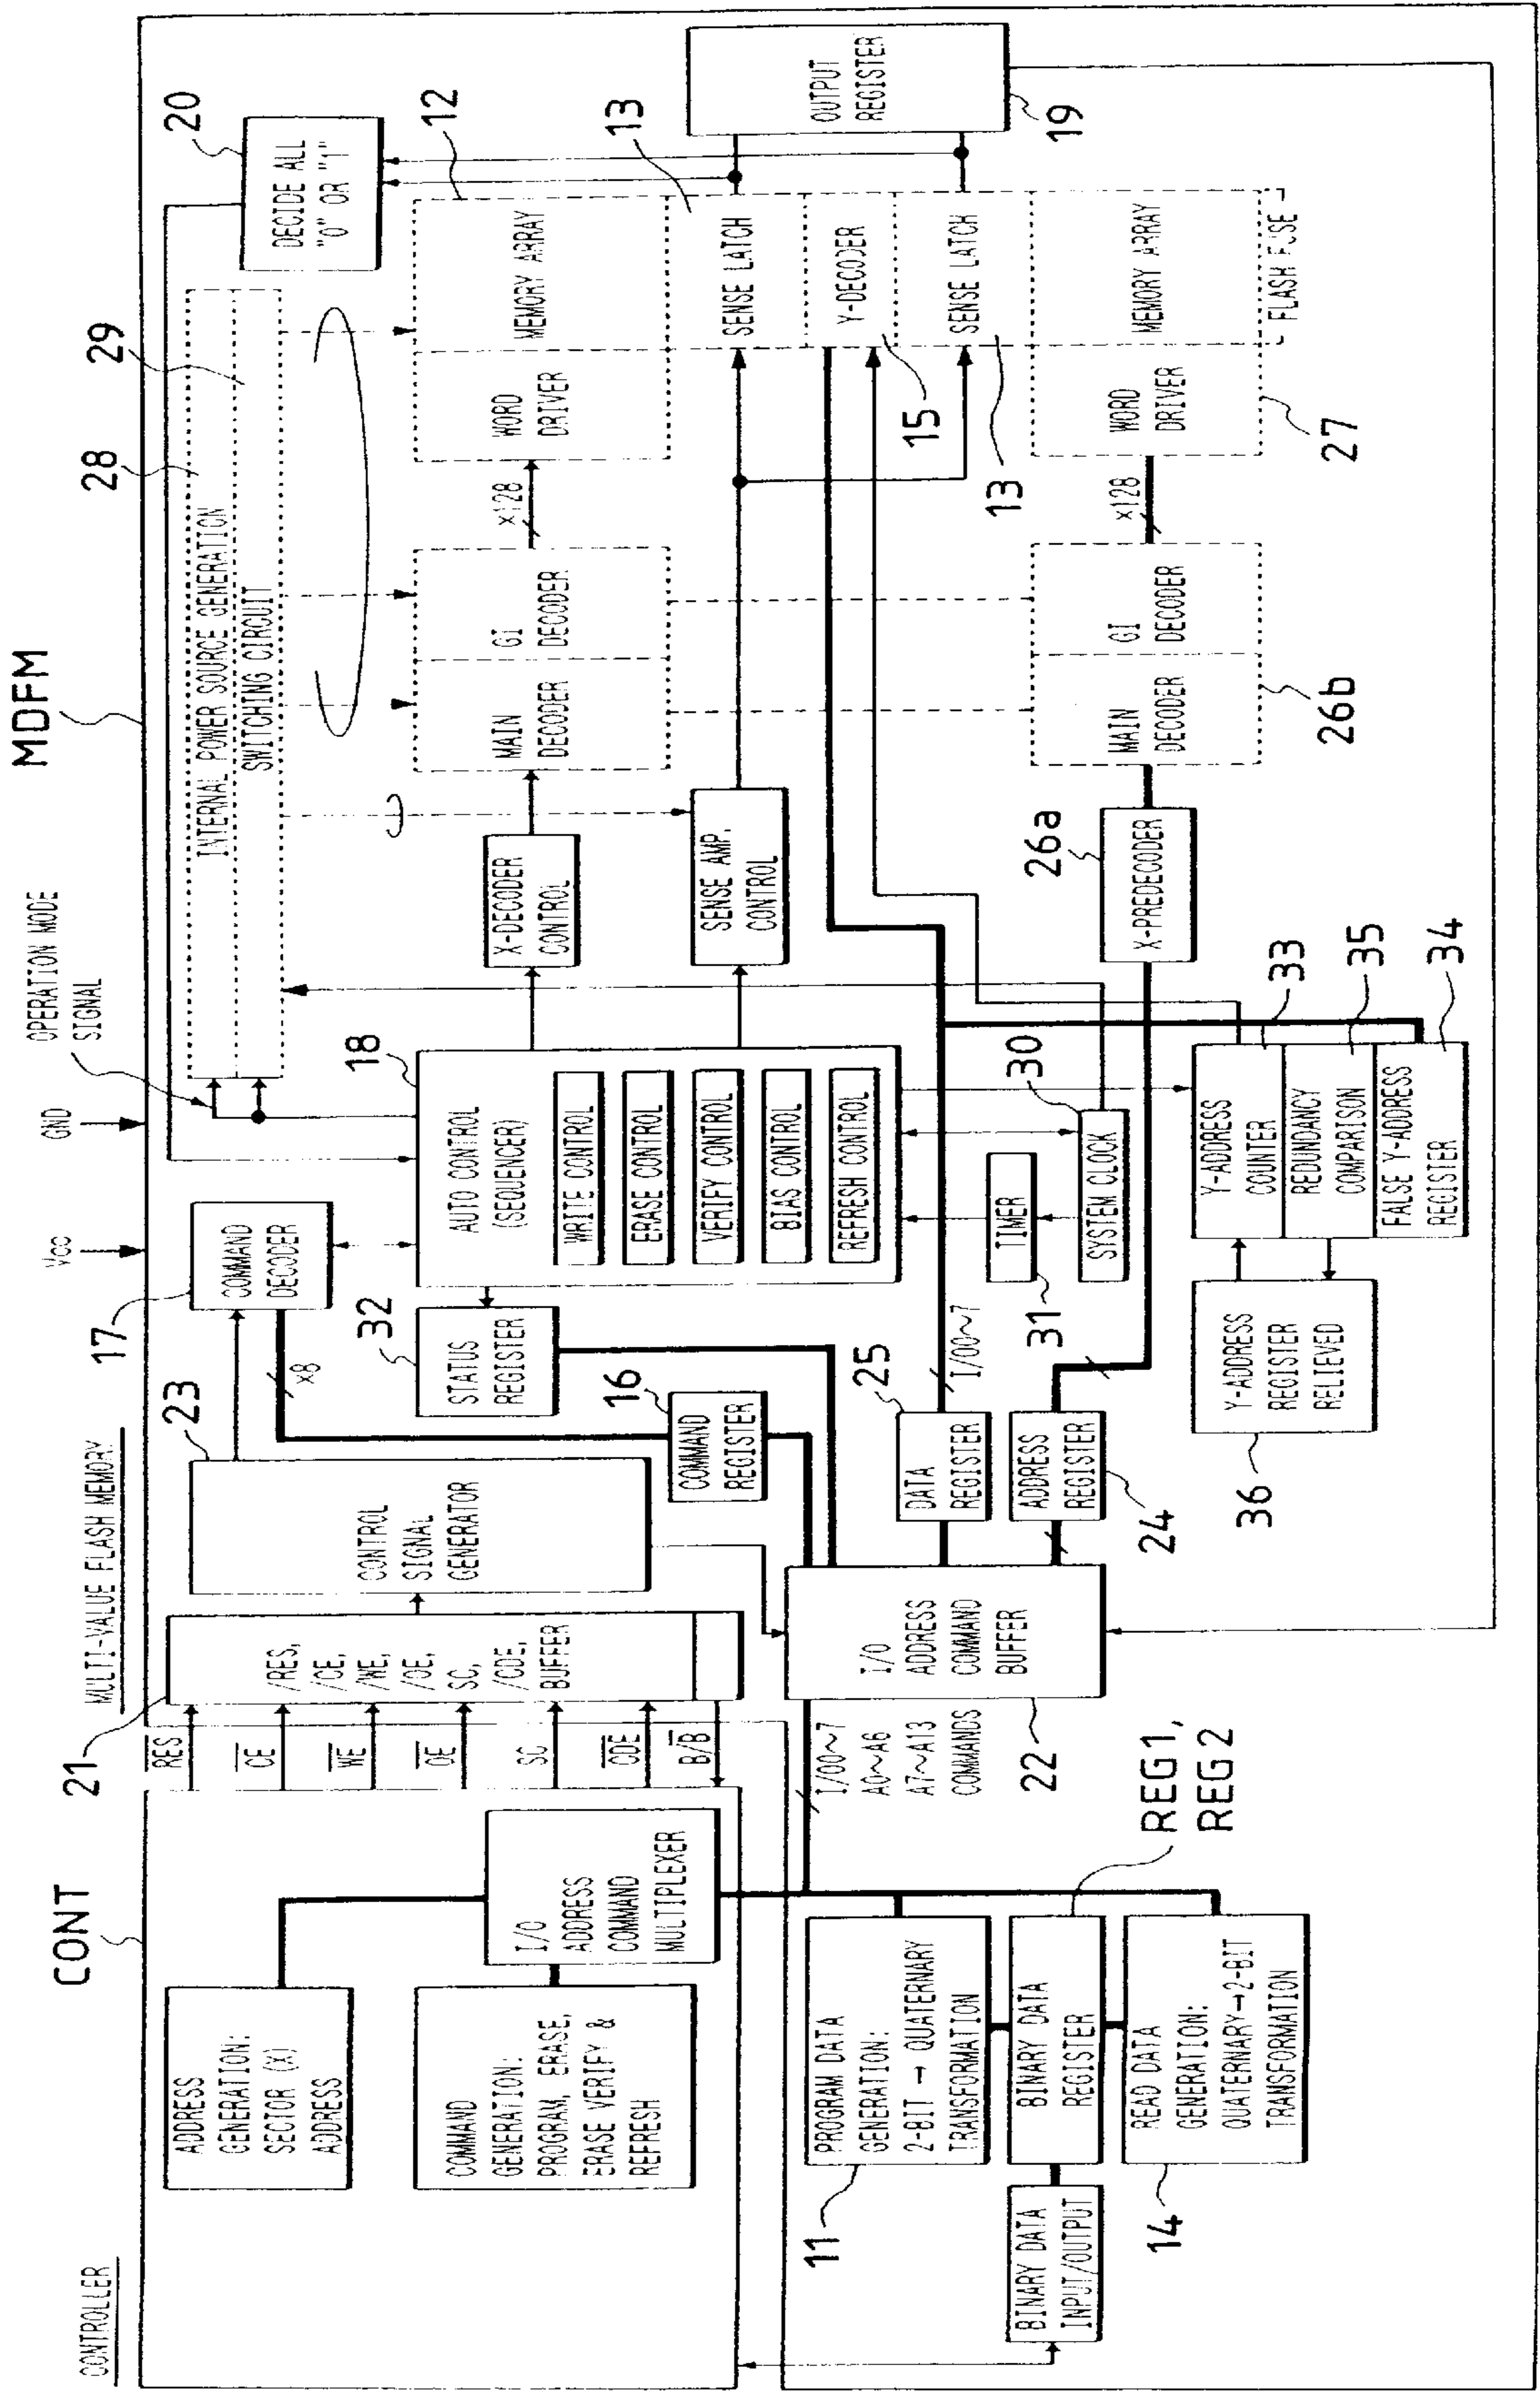 MDFM
CONT
CONTROLLER
MULTI-VALUE FLASH MEMORY
Vcc
GND
OPERATION MODE
SIGNAL
ADDRESS
GENERATION:
SECTOR (X)
ADDRESS
COMMAND
GENERATION:
PROGRAM, ERASE,
ERASE VERIFY &
REFRESH
I/O
ADDRESS
COMMAND
MULTIPLEXER
RES
CE
WE
OE
SC
CDE
B/B
21
/RES,
/CE,
/WE,
/OE,
SC,
/CDE,
BUFFER
23
CONTROL
SIGNAL
GENERATOR
17
COMMAND
DECODER
×8
32
STATUS
REGISTER
16
COMMAND
REGISTER
18
AUTO CONTROL
(SEQUENCER)
WRITE CONTROL
ERASE CONTROL
VERIFY CONTROL
BIAS CONTROL
REFRESH CONTROL
28
29
INTERNAL POWER SOURCE GENERATION
SWITCHING CIRCUIT
20
DECIDE ALL
"0" OR "1"
X-DECODER
CONTROL
SENSE AMP.
CONTROL
MAIN
DECODER
GI
DECODER
×128
WORD
DRIVER
MEMORY ARRAY
12
13
SENSE LATCH
Y-DECODER
15
SENSE LATCH
13
OUTPUT
REGISTER
19
MEMORY ARRAY
FLASH FUSE
WORD
DRIVER
27
×128
GI
DECODER
MAIN
DECODER
26b
26a
X-PREDECODER
30
SYSTEM CLOCK
TIMER
31
25
DATA
REGISTER
I/O0~7
ADDRESS
REGISTER
24
I/O
ADDRESS
COMMAND
BUFFER
22
I/O0~7
A0~A6
A7~A13
COMMANDS
REG1,
REG2
Y-ADDRESS
COUNTER
33
REDUNDANCY
COMPARISON
35
FALSE Y-ADDRESS
REGISTER
34
Y-ADDRESS
REGISTER
RELIEVED
36
PROGRAM DATA
GENERATION:
2-BIT → QUATERNARY
TRANSFORMATION
11
BINARY DATA
REGISTER
READ DATA
GENERATION:
QUATERNARY→2-BIT
TRANSFORMATION
14
BINARY DATA
INPUT/OUTPUT